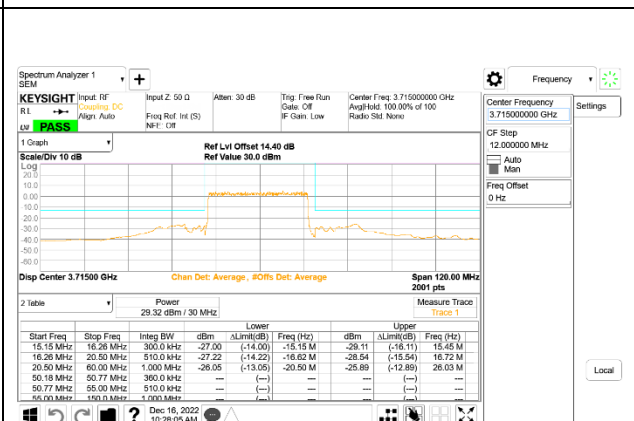 Spectrum Analyzer 1
SEM
Frequency
KEYSIGHT Input: RF Input Z: 50 Ω Atten: 30 dB Trig: Free Run Center Freq: 3.715000000 GHz
R L Coupling: DC Gate: Off Avg|Hold: 100.00% of 100
Align: Auto Freq Ref: Int (S) IF Gain: Low Radio Std: None
PASS NFE: Off
Center Frequency
3.715000000 GHz
Settings
CF Step
12.000000 MHz
Auto
Man
Freq Offset
0 Hz
1 Graph
Ref Lvl Offset 14.40 dB
Scale/Div 10 dB Ref Value 30.0 dBm
Log
20.0
10.0
0.00
-10.0
-20.0
-30.0
-40.0
-50.0
-60.0
Disp Center 3.71500 GHz Chan Det: Average, #Offs Det: Average Span 120.00 MHz
2001 pts
2 Table Power Measure Trace
29.32 dBm / 30 MHz Trace 1
Lower Upper
Start Freq Stop Freq Integ BW dBm ΔLimit(dB) Freq (Hz) dBm ΔLimit(dB) Freq (Hz)
15.15 MHz 16.26 MHz 300.0 kHz -27.00 (-14.00) -15.15 M -29.11 (-16.11) 15.45 M
16.26 MHz 20.50 MHz 510.0 kHz -27.22 (-14.22) -16.62 M -28.54 (-15.54) 16.72 M
20.50 MHz 60.00 MHz 1.000 MHz -26.05 (-13.05) -20.50 M -25.89 (-12.89) 26.03 M
50.18 MHz 50.77 MHz 360.0 kHz --- (---) --- (---)
50.77 MHz 55.00 MHz 510.0 kHz --- (---) --- (---)
55.00 MHz 150.0 MHz 1.000 MHz --- (---) --- (---)
Local
? Dec 16, 2022
10:28:05 AM